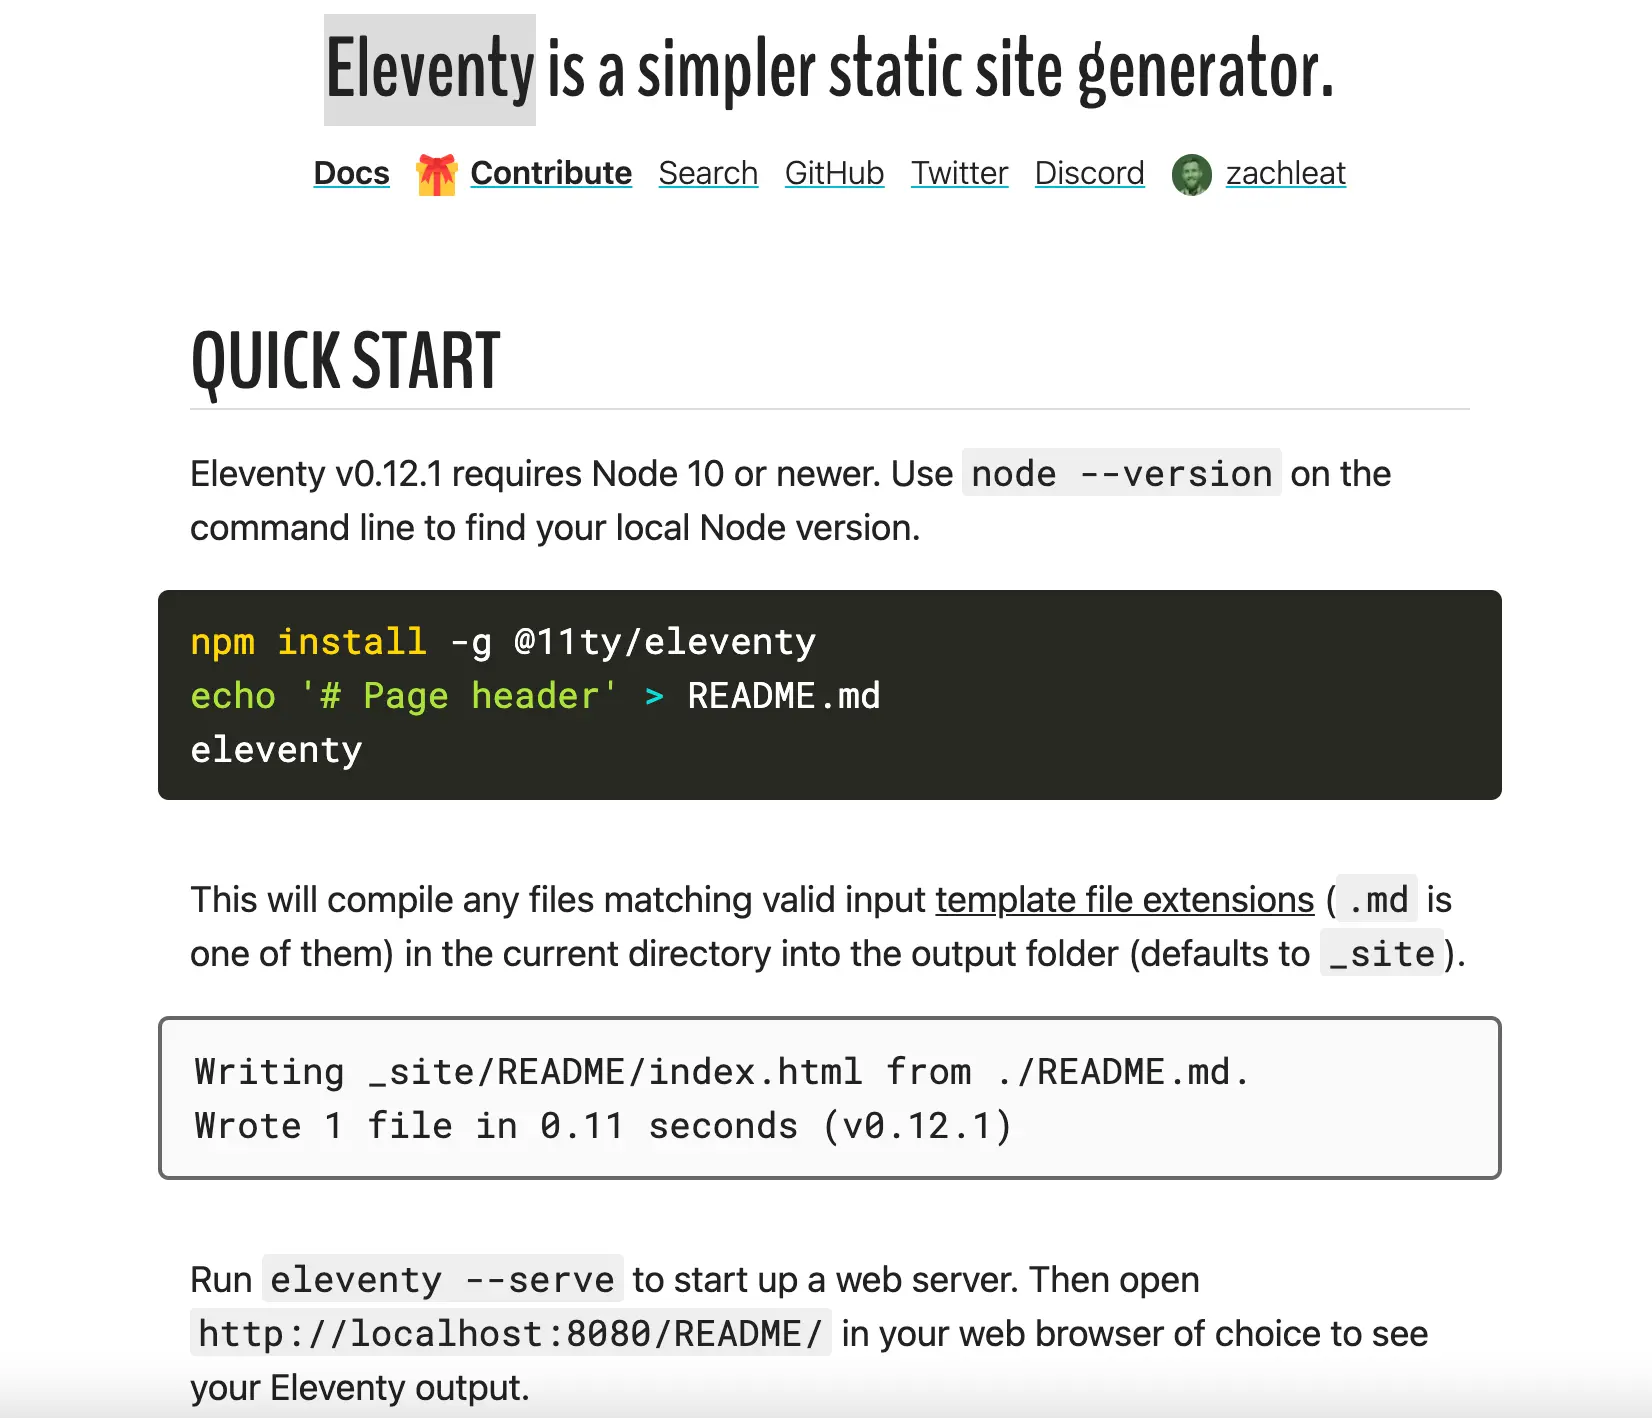 Eleventy is a simpler static site generator.
Docs Contribute Search GitHub Twitter Discord zachleat
QUICK START
Eleventy v0.12.1 requires Node 10 or newer. Use node --version on the
command line to find your local Node version.
npm install -g @11ty/eleventy
echo '# Page header' > README.md
eleventy
This will compile any files matching valid input template file extensions (.md is
one of them) in the current directory into the output folder (defaults to _site).
Writing _site/README/index.html from ./README.md.
Wrote 1 file in 0.11 seconds (v0.12.1)
Run eleventy --serve to start up a web server. Then open
http://localhost:8080/README/ in your web browser of choice to see
your Eleventy output.